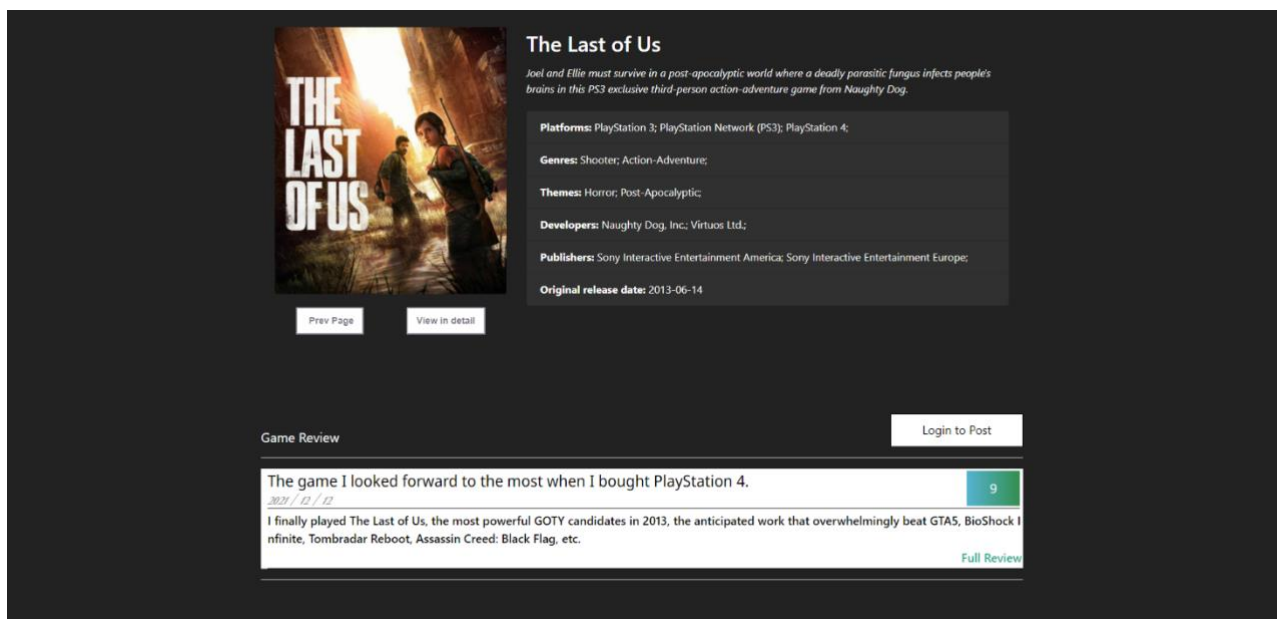 THE
LAST
OF US
The Last of Us
Joel and Ellie must survive in a post-apocalyptic world where a deadly parasitic fungus infects people's
brains in this PS3 exclusive third-person action-adventure game from Naughty Dog.
Platforms: PlayStation 3; PlayStation Network (PS3); PlayStation 4;
Genres: Shooter; Action-Adventure;
Themes: Horror; Post-Apocalyptic;
Developers: Naughty Dog, Inc.; Virtuos Ltd.;
Publishers: Sony Interactive Entertainment America; Sony Interactive Entertainment Europe;
Original release date: 2013-06-14
Prev Page
View in detail
Login to Post
Game Review
The game I looked forward to the most when I bought PlayStation 4.
9
2021 / 12 / 12
I finally played The Last of Us, the most powerful GOTY candidates in 2013, the anticipated work that overwhelmingly beat GTA5, BioShock I
nfinite, Tombradar Reboot, Assassin Creed: Black Flag, etc.
Full Review